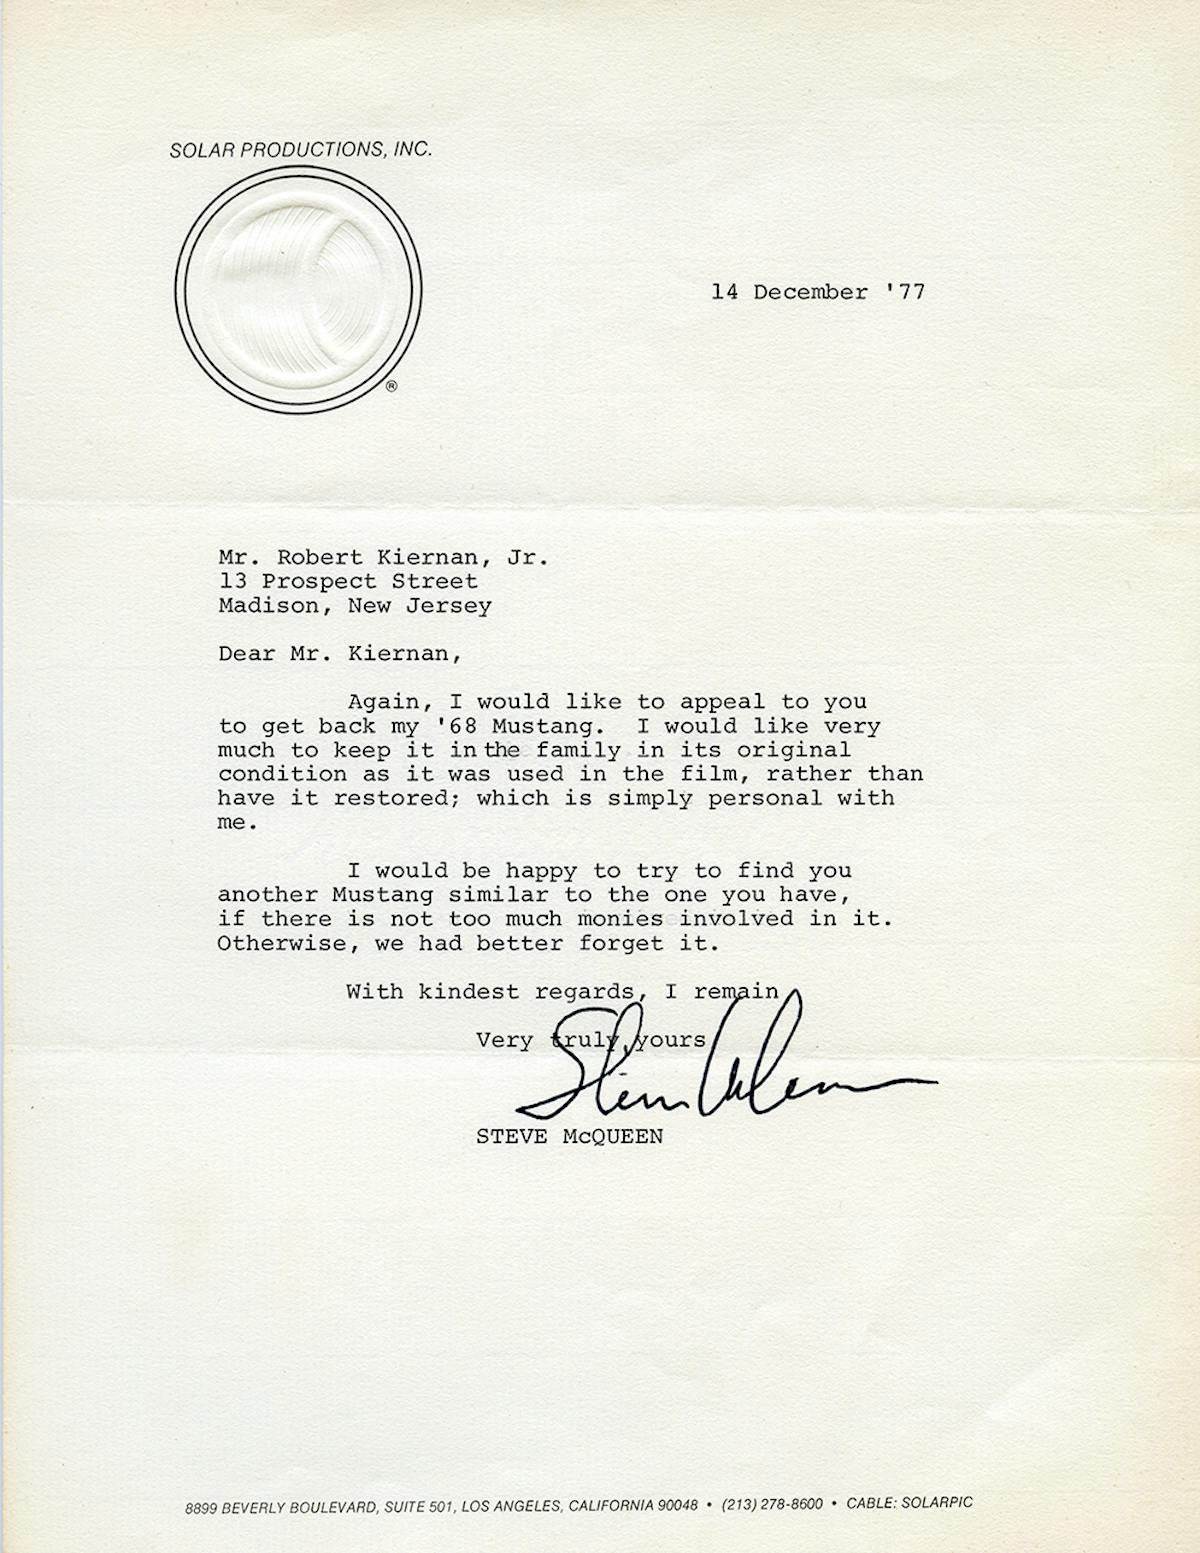 SOLAR PRODUCTIONS, INC.
®
14 December '77
Mr. Robert Kiernan, Jr.
13 Prospect Street
Madison, New Jersey
Dear Mr. Kiernan,
Again, I would like to appeal to you
to get back my '68 Mustang. I would like very
much to keep it in the family in its original
condition as it was used in the film, rather than
have it restored; which is simply personal with
me.
I would be happy to try to find you
another Mustang similar to the one you have,
if there is not too much monies involved in it.
Otherwise, we had better forget it.
With kindest regards, I remain
Very truly yours
Steve McQueen
STEVE McQUEEN
8899 BEVERLY BOULEVARD, SUITE 501, LOS ANGELES, CALIFORNIA 90048 • (213) 278-8600 • CABLE: SOLARPIC